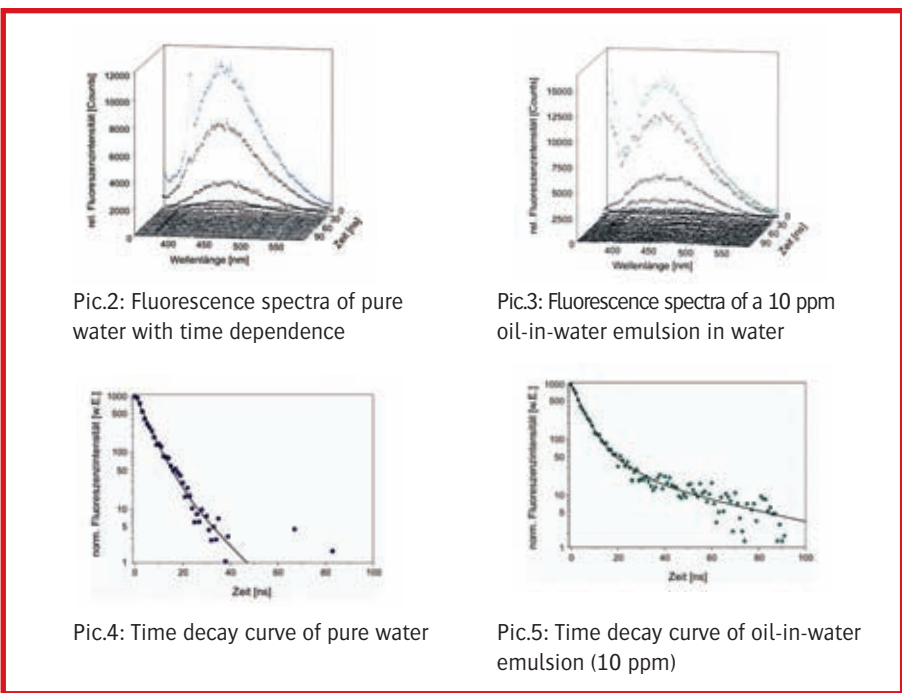 rel. Fluoreszenzintensität [Counts]
12000
10000
8000
6000
4000
2000
0
400
450
500
550
Wellenlänge [nm]
Zeit [ns]
Pic.2: Fluorescence spectra of pure
water with time dependence
rel. Fluoreszenzintensität [Counts]
15000
12500
10000
7500
5000
2500
0
400
450
500
550
Wellenlänge [nm]
Zeit [ns]
Pic.3: Fluorescence spectra of a 10 ppm
oil-in-water emulsion in water
norm. Fluoreszenzintensität [w.E.]
1000
500
100
50
10
5
1
0
20
40
60
80
100
Zeit [ns]
Pic.4: Time decay curve of pure water
norm. Fluoreszenzintensität [w.E.]
1000
500
100
50
10
5
1
0
20
40
60
80
100
Zeit [ns]
Pic.5: Time decay curve of oil-in-water
emulsion (10 ppm)